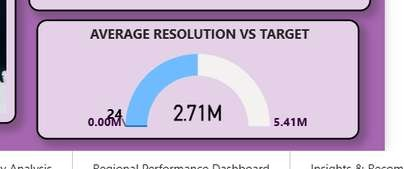 AVERAGE RESOLUTION VS TARGET
24
2.71M
0.00M
5.41M
y Analysis
Regional Performance Dashboard
Insights & Recom